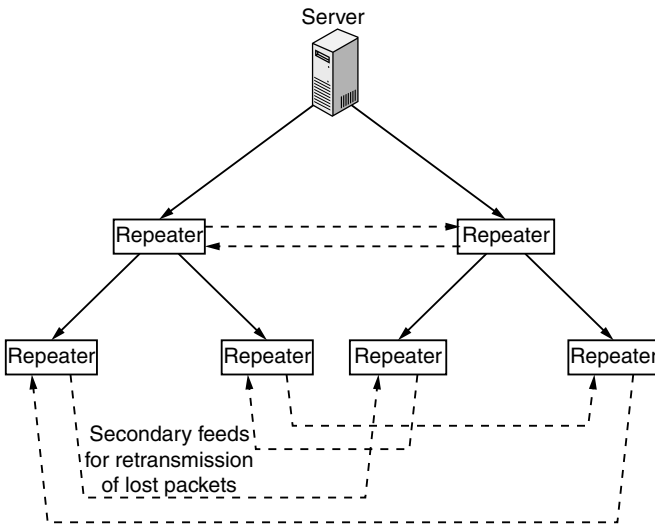 Server
Repeater
Repeater
Repeater
Repeater
Repeater
Repeater
Secondary feeds
for retransmission
of lost packets